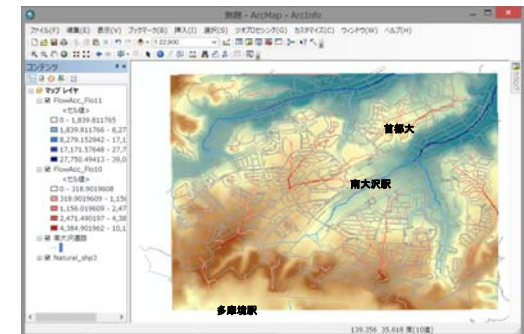 無題 - ArcMap - ArcInfo
ファイル(F) 編集(E) 表示(V) ブックマーク(B) 挿入(I) 選択(S) ジオプロセシング(G) カスタマイズ(C) ウィンドウ(W) ヘルプ(H)
1:22,900
コンテンツ
マップ レイヤ
FlowAcc_Flo11
<セル値>
0 - 1,839.811765
1,839.811766 - 8,27
8,279.152942 - 17,1
17,171.57648 - 27,7
27,750.49413 - 39,0
FlowAcc_Flo10
<セル値>
0 - 318.9019608
318.9019609 - 1,156
1,156.019609 - 2,47
2,471.490197 - 4,38
4,384.901962 - 10,1
南大沢道路
Natural_shp3
首都大
南大沢駅
多摩境駅
139.356 35.618 度(10進)